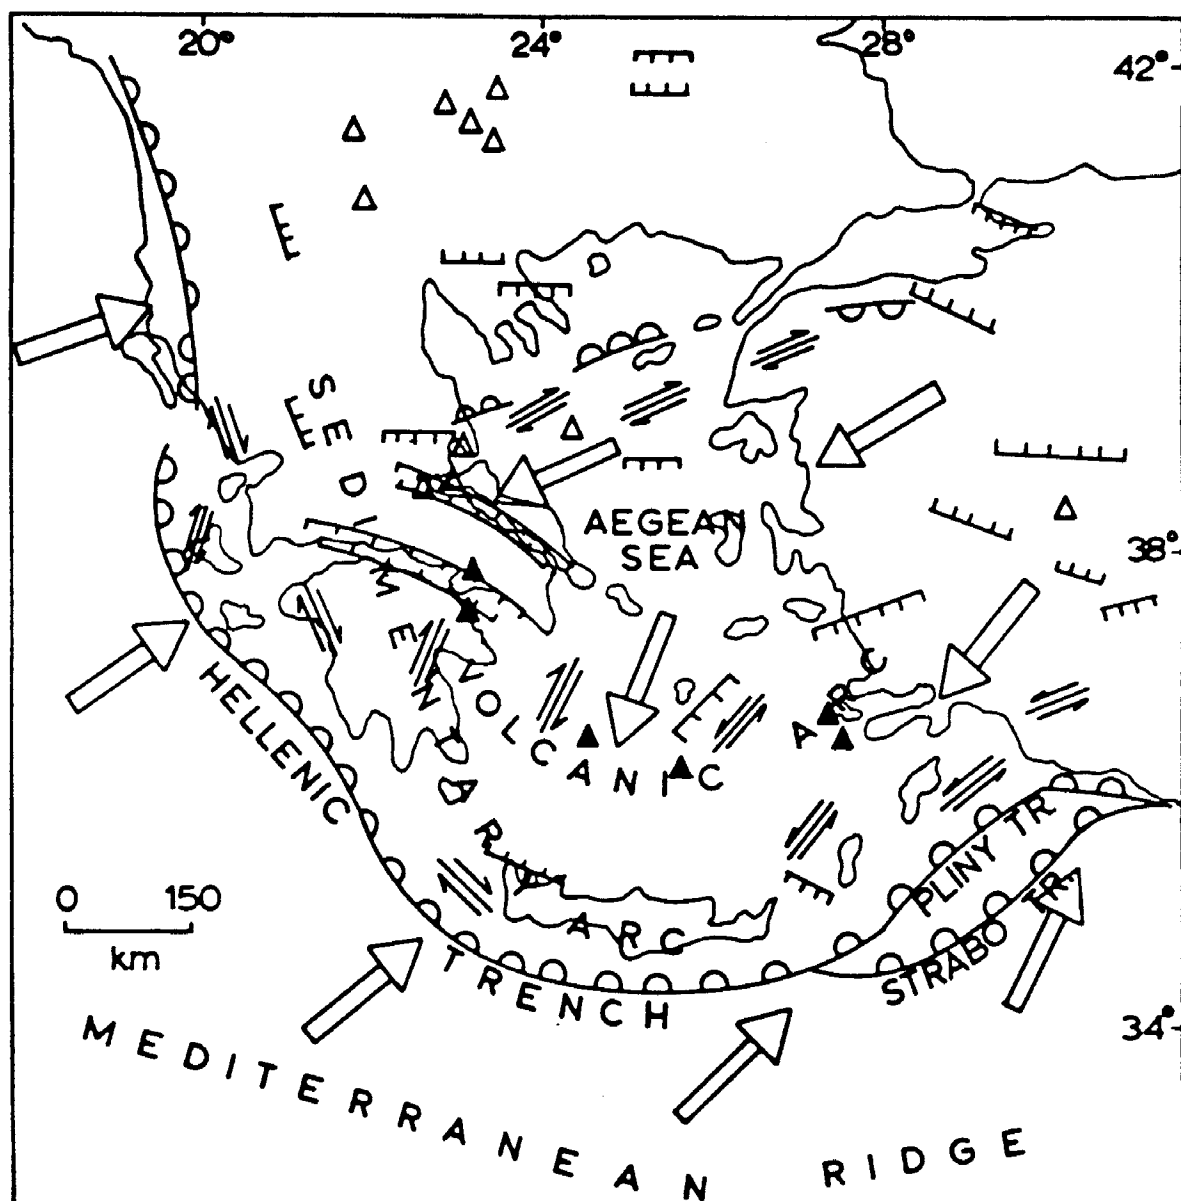 20° 24° 28°
42°
SEDIMENTARY ARC
AEGEAN
SEA
38°
VOLCANIC ARC
HELLENIC TRENCH
PLINY TR
STRABO TR
0 150
km
34°
MEDITERRANEAN RIDGE